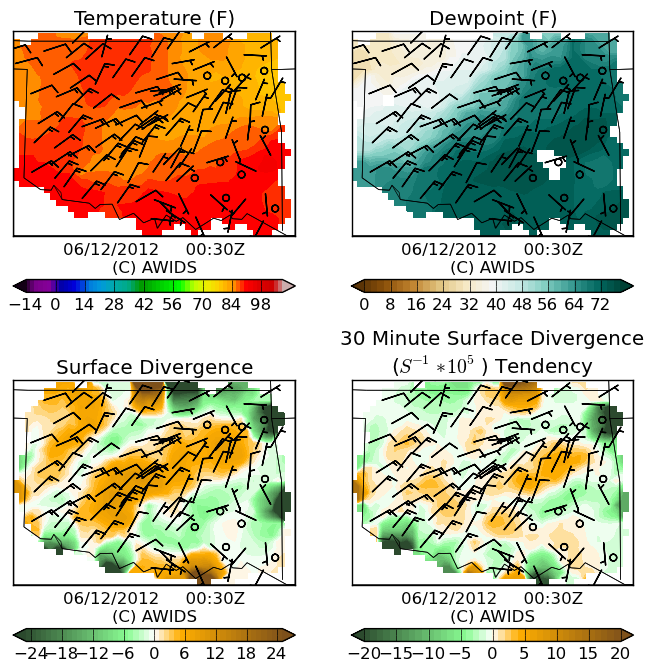 Temperature (F)
Dewpoint (F)
06/12/2012 00:30Z
(C) AWIDS
06/12/2012 00:30Z
(C) AWIDS
−14 0 14 28 42 56 70 84 98
0 8 16 24 32 40 48 56 64 72
Surface Divergence
30 Minute Surface Divergence
(S⁻¹ *10⁵ ) Tendency
06/12/2012 00:30Z
(C) AWIDS
06/12/2012 00:30Z
(C) AWIDS
−24 −18 −12 −6 0 6 12 18 24
−20 −15 −10 −5 0 5 10 15 20